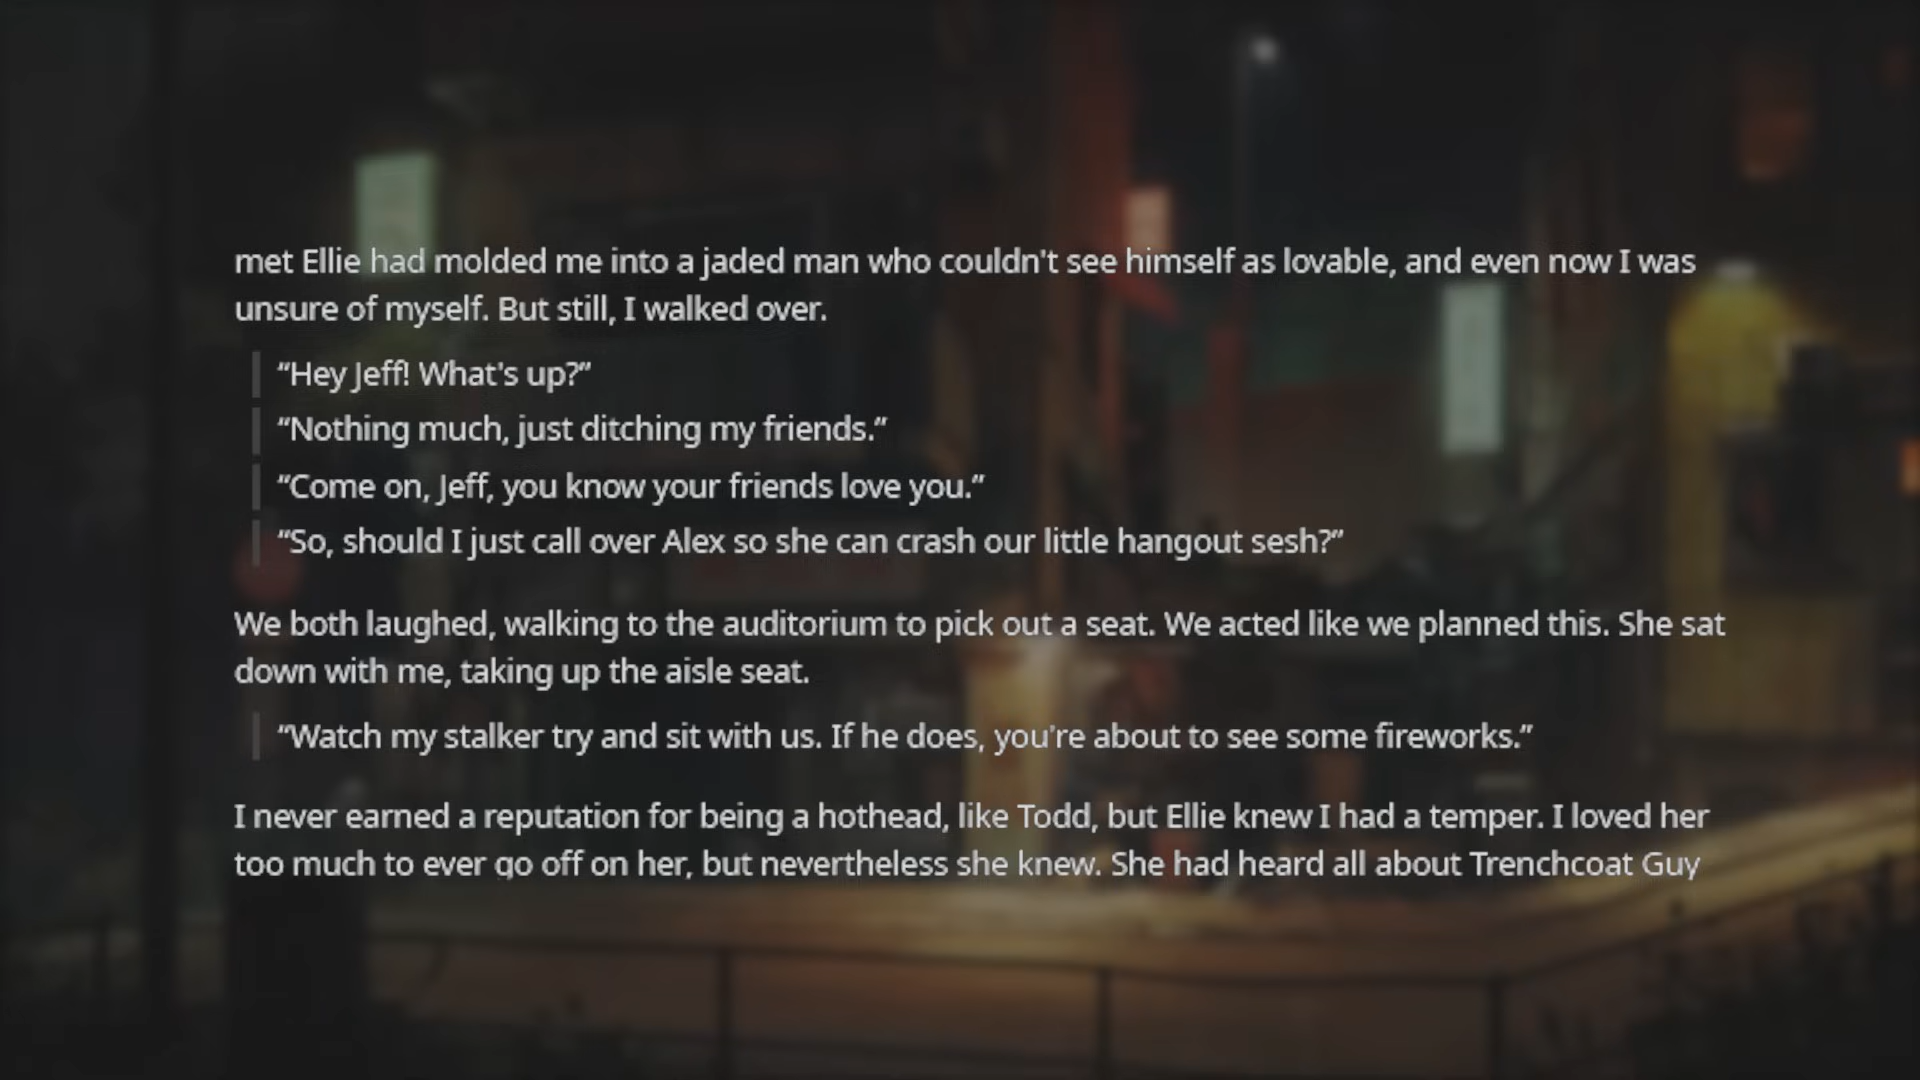 met Ellie had molded me into a jaded man who couldn't see himself as lovable, and even now I was
unsure of myself. But still, I walked over.
“Hey Jeff! What's up?”
“Nothing much, just ditching my friends.”
“Come on, Jeff, you know your friends love you.”
“So, should I just call over Alex so she can crash our little hangout sesh?”
We both laughed, walking to the auditorium to pick out a seat. We acted like we planned this. She sat
down with me, taking up the aisle seat.
“Watch my stalker try and sit with us. If he does, you're about to see some fireworks.”
I never earned a reputation for being a hothead, like Todd, but Ellie knew I had a temper. I loved her
too much to ever go off on her, but nevertheless she knew. She had heard all about Trenchcoat Guy